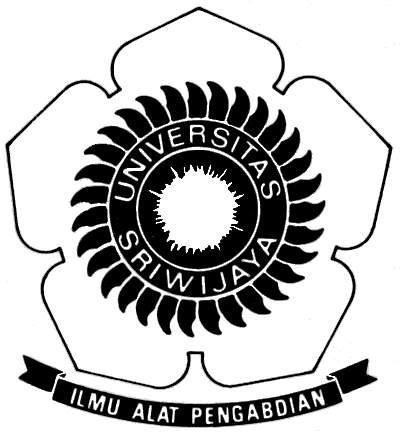 UNIVERSITAS
SRIWIJAYA
ILMU ALAT PENGABDIAN